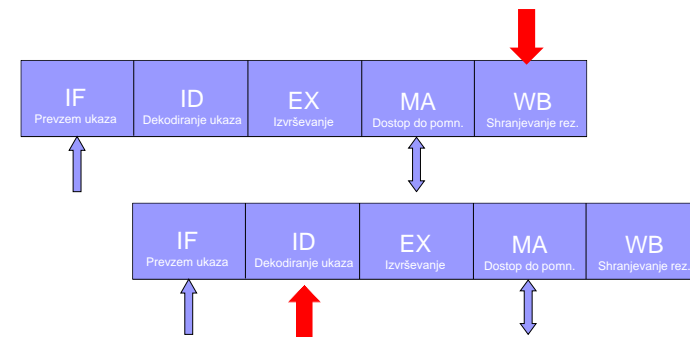 IF
Prevzem ukaza
ID
Dekodiranje ukaza
EX
Izvrševanje
MA
Dostop do pomn.
WB
Shranjevanje rez.
IF
Prevzem ukaza
ID
Dekodiranje ukaza
EX
Izvrševanje
MA
Dostop do pomn.
WB
Shranjevanje rez.